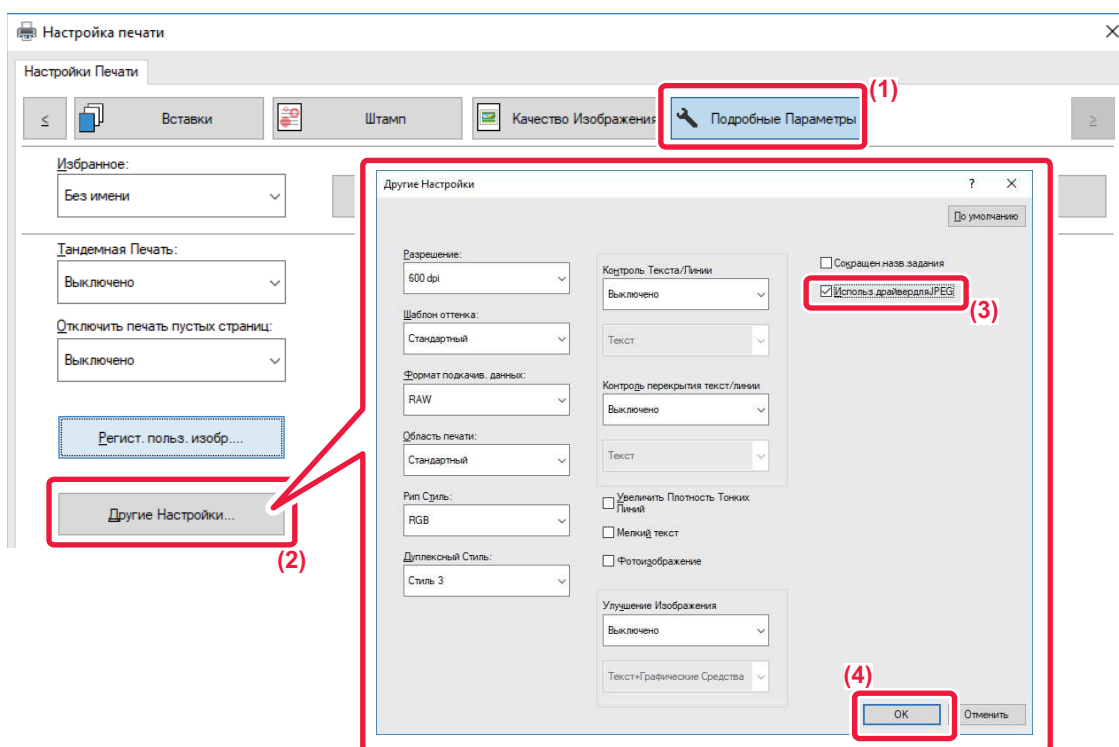 Настройка печати
Настройки Печати
(1)
<
Вставки
Штамп
Качество Изображения
Подробные Параметры
>
Избранное:
Без имени
Тандемная Печать:
Выключено
Отключить печать пустых страниц:
Выключено
Регист. польз. изобр....
Другие Настройки...
(2)
Другие Настройки
?
По умолчанию
Разрешение:
600 dpi
Шаблон оттенка:
Стандартный
Формат подкачив. данных:
RAW
Область печати:
Стандартный
Рип Стиль:
RGB
Дуплексный Стиль:
Стиль 3
Контроль Текста/Линии
Выключено
Текст
Контроль перекрытия текст/линии
Выключено
Текст
Увеличить Плотность Тонких
Линий
Мелкий текст
Фотоизображение
Улучшение Изображения
Выключено
Текст+Графические Средства
Сокращен.назв.задания
Использ.драйвердляJPEG
(3)
(4)
OK
Отменить